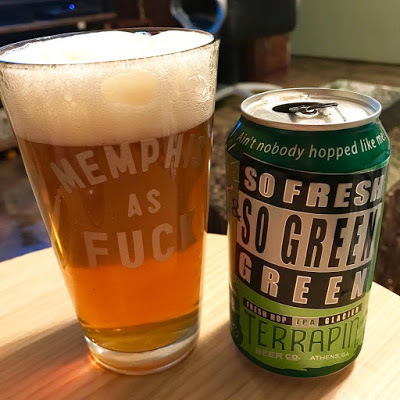 MEMPHIS
AS
FUCK
Ain't nobody hopped like me
SO FRESH
& SO GREEN
GREEN
FRESH HOP IPA GLACIER
TERRAPIN
BEER CO. ATHENS, GA